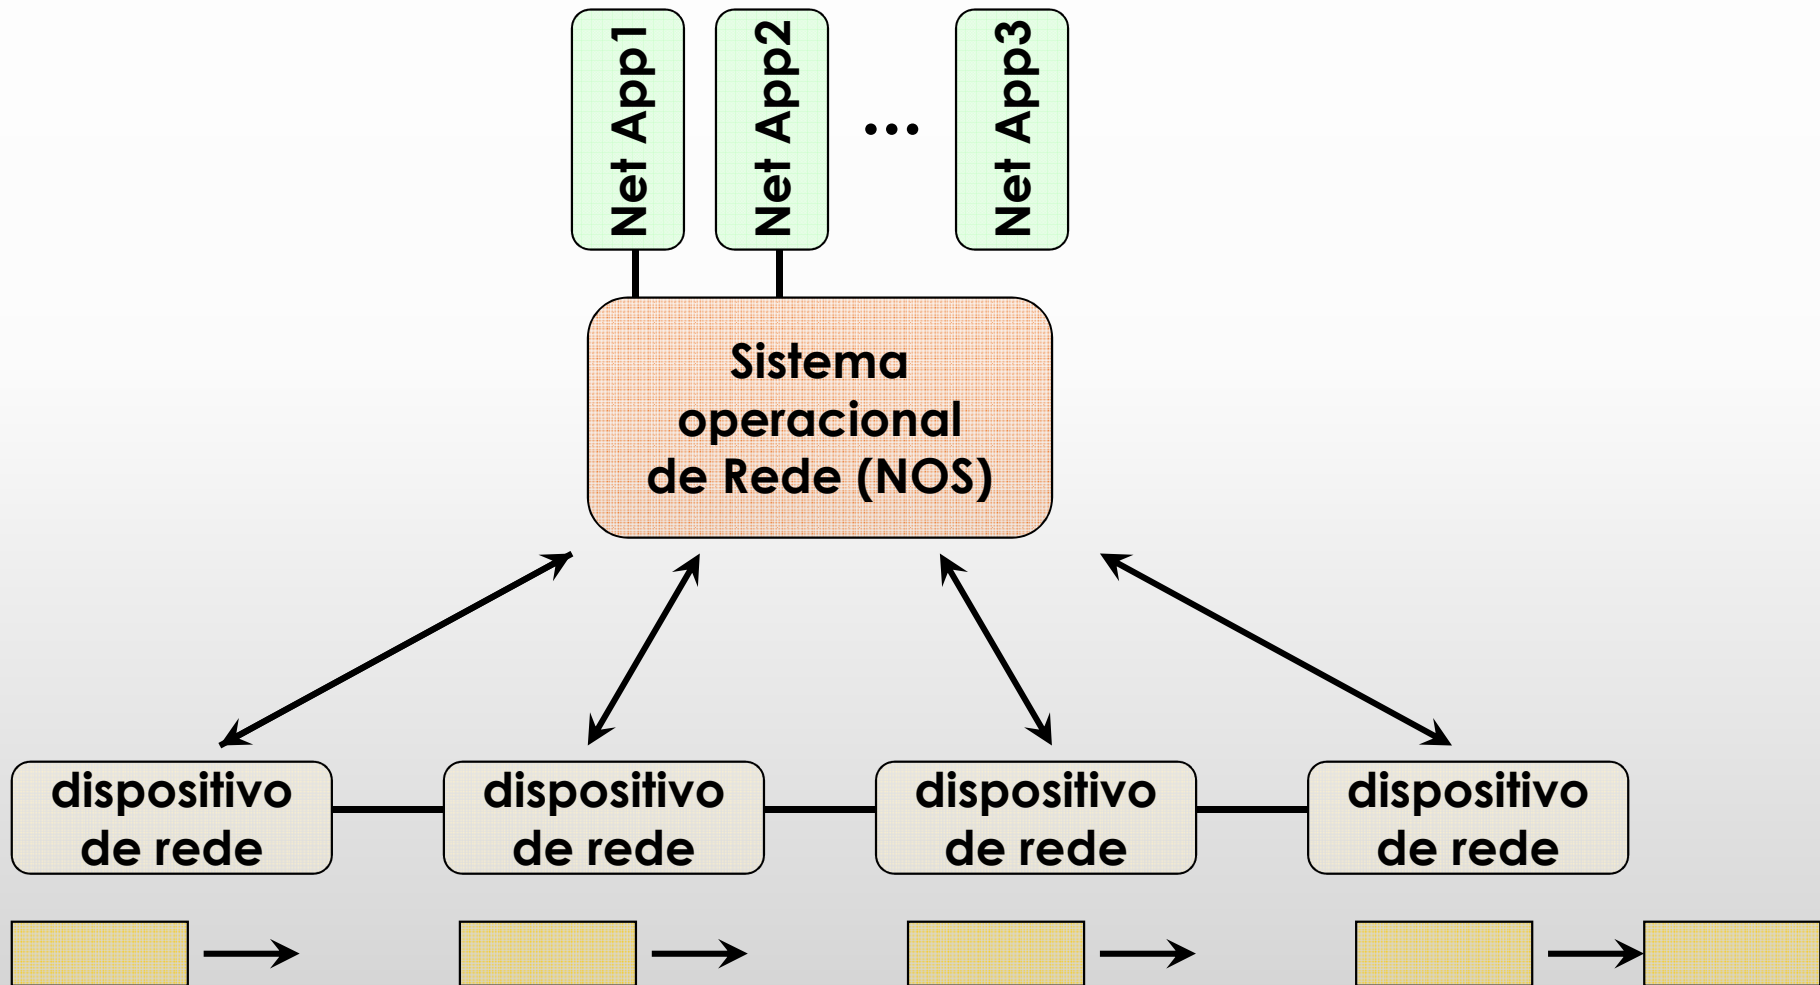 Net App1
Net App2
...
Net App3
Sistema
operacional
de Rede (NOS)
dispositivo
de rede
dispositivo
de rede
dispositivo
de rede
dispositivo
de rede